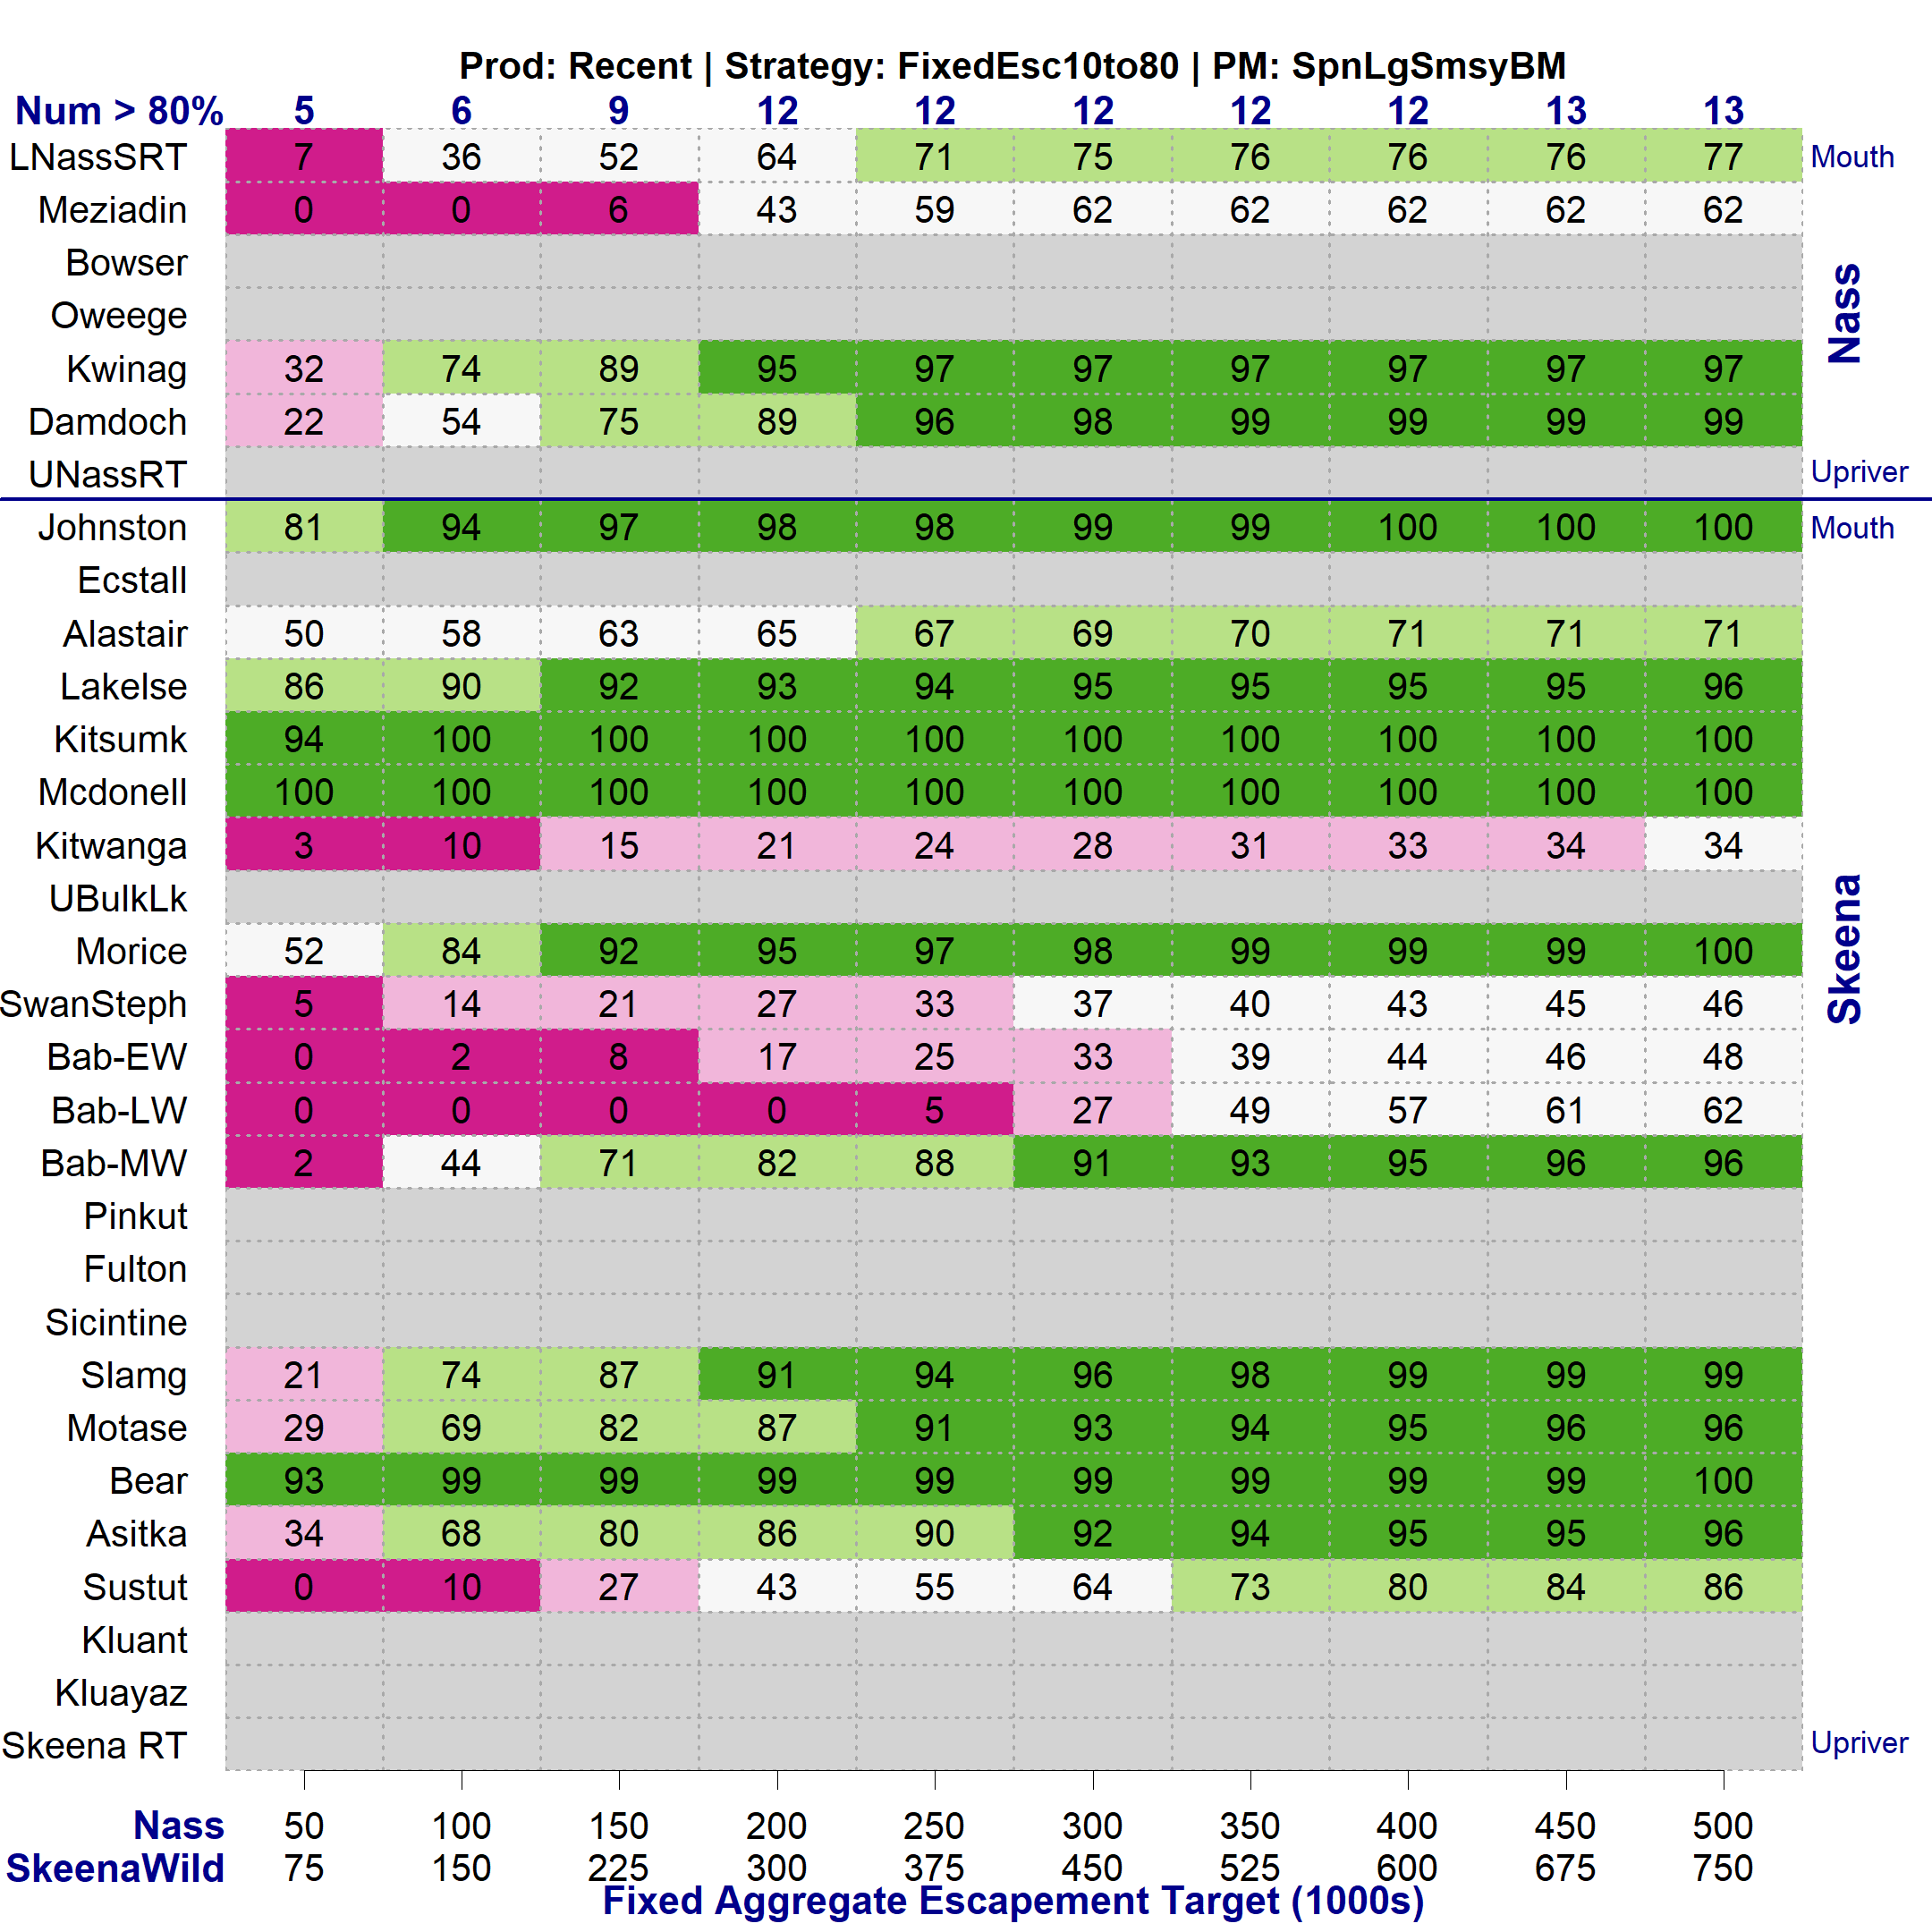 Prod: Recent | Strategy: FixedEsc10to80 | PM: SpnLgSmsyBM
Num > 80% 5 6 9 12 12 12 12 12 13 13
LNassSRT 7 36 52 64 71 75 76 76 76 77 Mouth
Meziadin 0 0 6 43 59 62 62 62 62 62
Bowser
Oweege
Nass
Kwinag 32 74 89 95 97 97 97 97 97 97
Damdoch 22 54 75 89 96 98 99 99 99 99
UNassRT Upriver
Johnston 81 94 97 98 98 99 99 100 100 100 Mouth
Ecstall
Alastair 50 58 63 65 67 69 70 71 71 71
Lakelse 86 90 92 93 94 95 95 95 95 96
Kitsumk 94 100 100 100 100 100 100 100 100 100
Mcdonell 100 100 100 100 100 100 100 100 100 100
Kitwanga 3 10 15 21 24 28 31 33 34 34
UBulkLk
Morice 52 84 92 95 97 98 99 99 99 100
Skeena
SwanSteph 5 14 21 27 33 37 40 43 45 46
Bab-EW 0 2 8 17 25 33 39 44 46 48
Bab-LW 0 0 0 0 5 27 49 57 61 62
Bab-MW 2 44 71 82 88 91 93 95 96 96
Pinkut
Fulton
Sicintine
Slamg 21 74 87 91 94 96 98 99 99 99
Motase 29 69 82 87 91 93 94 95 96 96
Bear 93 99 99 99 99 99 99 99 99 100
Asitka 34 68 80 86 90 92 94 95 95 96
Sustut 0 10 27 43 55 64 73 80 84 86
Kluant
Kluayaz
Skeena RT Upriver
Nass 50 100 150 200 250 300 350 400 450 500
SkeenaWild 75 150 225 300 375 450 525 600 675 750
Fixed Aggregate Escapement Target (1000s)